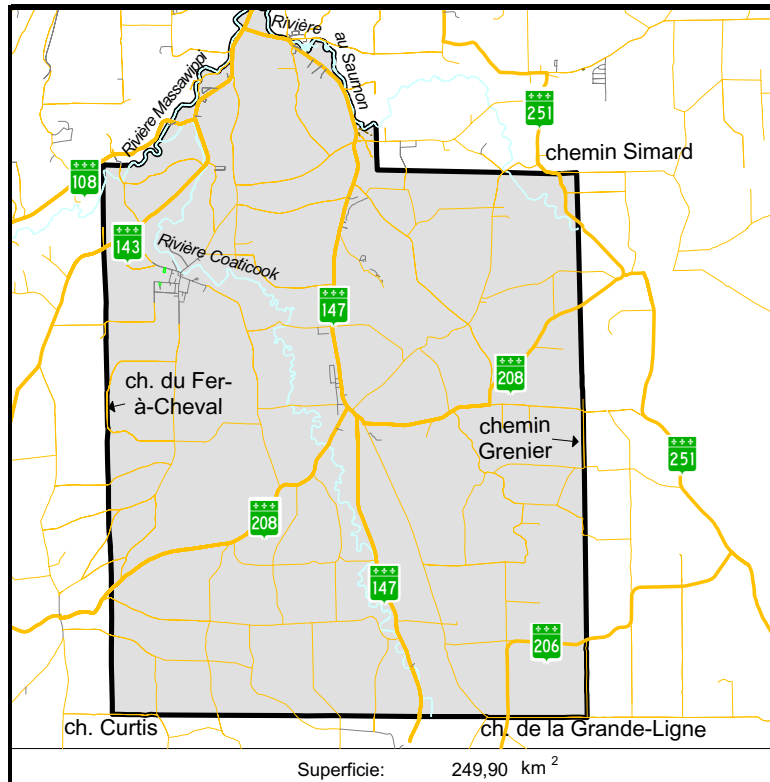 Rivière
au Saumon
Rivière Massawippi
251
chemin Simard
108
143
Rivière Coaticook
147
208
ch. du Fer-
à-Cheval
chemin
Grenier
251
208
147
206
ch. Curtis
ch. de la Grande-Ligne
Superficie: 249,90 km 2